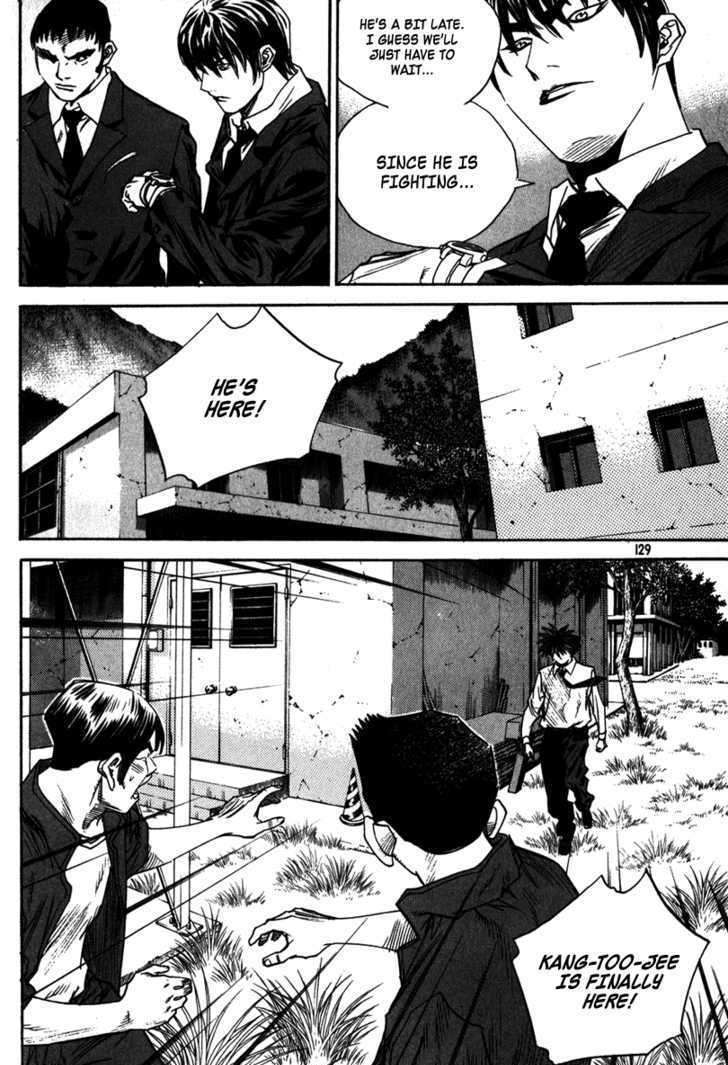 HE'S A BIT LATE.
I GUESS WE'LL
JUST HAVE TO
WAIT...
SINCE HE IS
FIGHTING...
HE'S
HERE!
129
KANG-TOO-JEE
IS FINALLY
HERE!